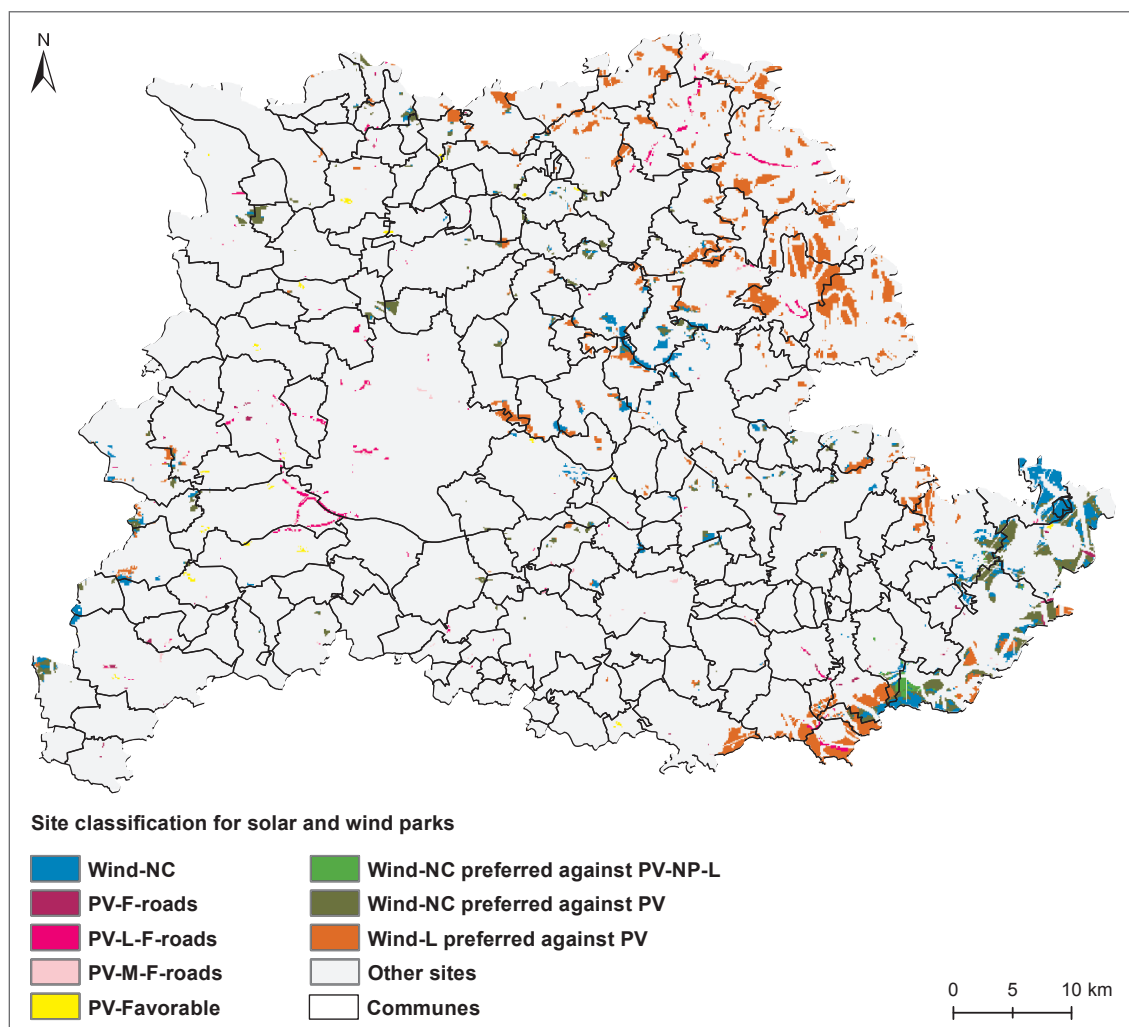 N
Site classification for solar and wind parks
Wind-NC
PV-F-roads
PV-L-F-roads
PV-M-F-roads
PV-Favorable
Wind-NC preferred against PV-NP-L
Wind-NC preferred against PV
Wind-L preferred against PV
Other sites
Communes
0 5 10 km